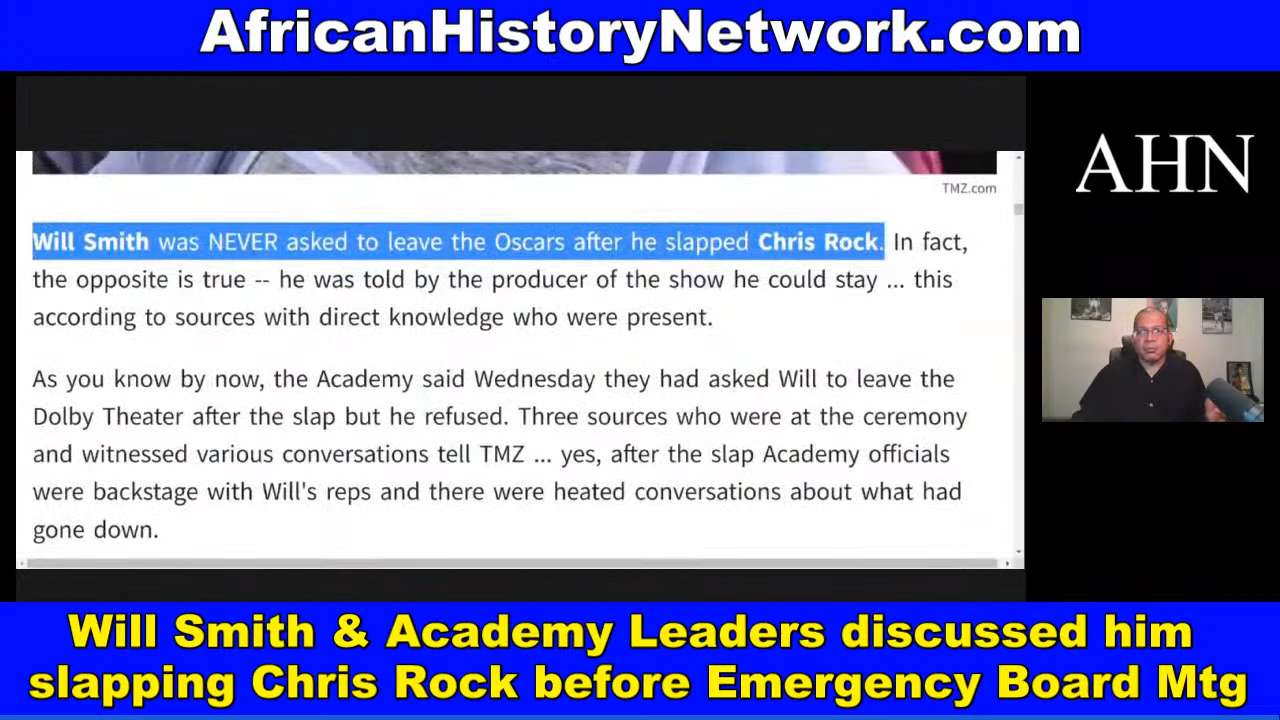 AfricanHistoryNetwork.com
AHN
TMZ.com
Will Smith was NEVER asked to leave the Oscars after he slapped Chris Rock. In fact,
the opposite is true -- he was told by the producer of the show he could stay ... this
according to sources with direct knowledge who were present.
As you know by now, the Academy said Wednesday they had asked Will to leave the
Dolby Theater after the slap but he refused. Three sources who were at the ceremony
and witnessed various conversations tell TMZ ... yes, after the slap Academy officials
were backstage with Will's reps and there were heated conversations about what had
gone down.
Will Smith & Academy Leaders discussed him
slapping Chris Rock before Emergency Board Mtg